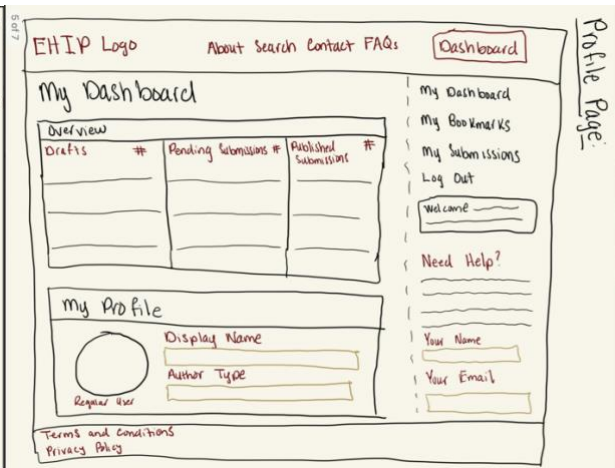 5 of 7
Profile Page:
EHIP Logo About Search Contact FAQs Dashboard
My Dashboard
Overview
Drafts # Pending Submissions # Published Submissions #
My Profile
Display Name
Author Type
Regular User
My Dashboard
My Bookmarks
My Submissions
Log Out
Welcome
Need Help?
Your Name
Your Email
Terms and Conditions
Privacy Policy